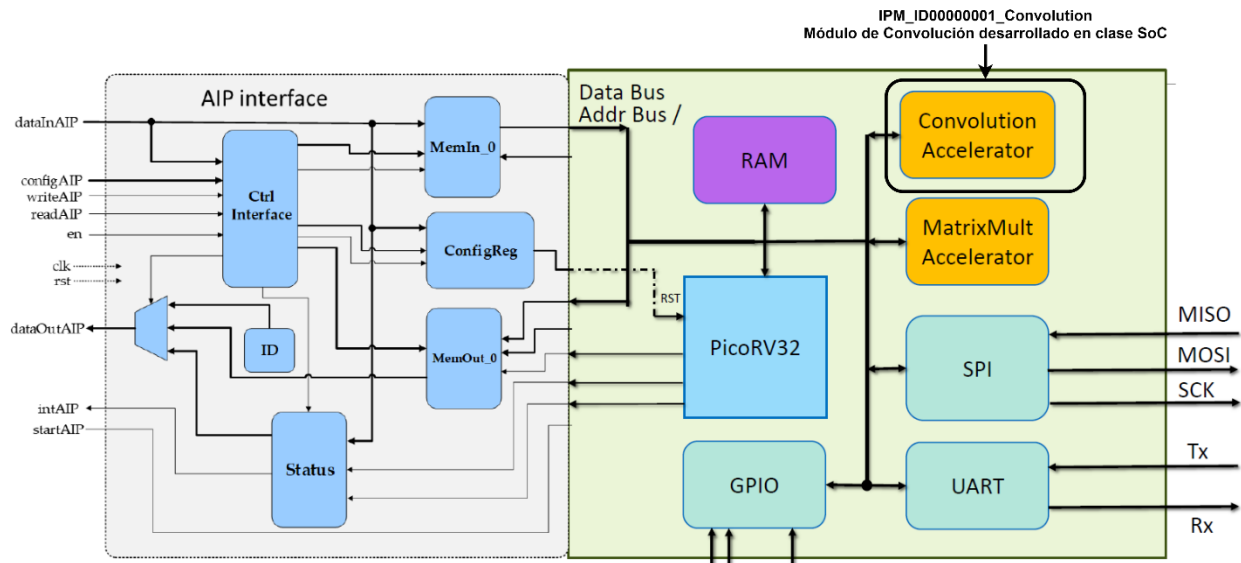 IPM_ID00000001_Convolution
Módulo de Convolución desarrollado en clase SoC
AIP interface
dataInAIP
configAIP
writeAIP
readAIP
en
clk
rst
dataOutAIP
intAIP
startAIP
Ctrl
Interface
MemIn_0
ConfigReg
MemOut_0
ID
Status
Data Bus
Addr Bus /
RAM
RST
PicoRV32
GPIO
Convolution
Accelerator
MatrixMult
Accelerator
SPI
UART
MISO
MOSI
SCK
Tx
Rx